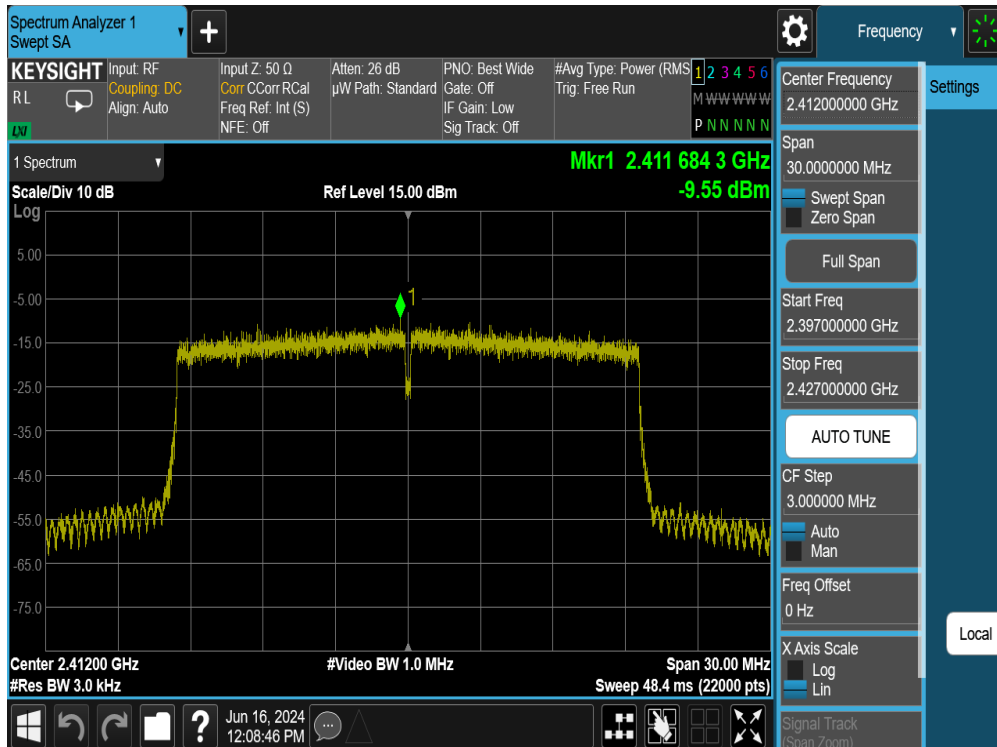 Spectrum Analyzer 1
Swept SA
+
Frequency
KEYSIGHT
R L
LXI
Input: RF
Coupling: DC
Align: Auto
Input Z: 50 Ω
Corr CCorr RCal
Freq Ref: Int (S)
NFE: Off
Atten: 26 dB
µW Path: Standard
PNO: Best Wide
Gate: Off
IF Gain: Low
Sig Track: Off
#Avg Type: Power (RMS
Trig: Free Run
1 2 3 4 5 6
M W W W W W
P N N N N N
1 Spectrum
Scale/Div 10 dB
Log
Ref Level 15.00 dBm
Mkr1 2.411 684 3 GHz
-9.55 dBm
5.00
-5.00
-15.0
-25.0
-35.0
-45.0
-55.0
-65.0
-75.0
1
Center 2.41200 GHz
#Res BW 3.0 kHz
#Video BW 1.0 MHz
Span 30.00 MHz
Sweep 48.4 ms (22000 pts)
Center Frequency
2.412000000 GHz
Span
30.0000000 MHz
Swept Span
Zero Span
Full Span
Start Freq
2.397000000 GHz
Stop Freq
2.427000000 GHz
AUTO TUNE
CF Step
3.000000 MHz
Auto
Man
Freq Offset
0 Hz
X Axis Scale
Log
Lin
Signal Track
(Span Zoom)
Settings
Local
?
Jun 16, 2024
12:08:46 PM